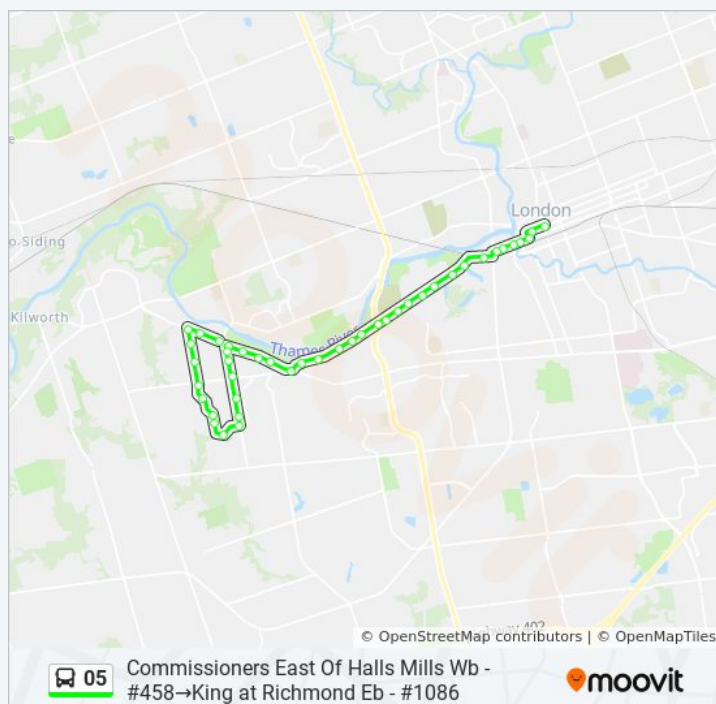 London
o Siding
Kilworth
Thames River
402
© OpenStreetMap contributors | © OpenMapTiles
05
Commissioners East Of Halls Mills Wb -
#458→King at Richmond Eb - #1086
moovit